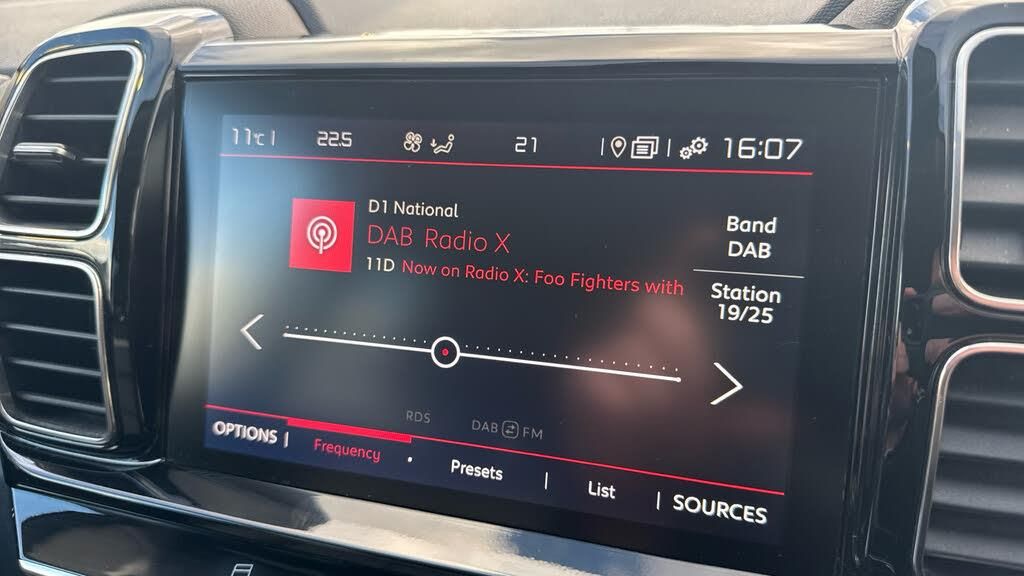 11°C | 22.5 21 | | 16:07
D1 National
DAB Radio X
11D Now on Radio X: Foo Fighters with
Band
DAB
Station
19/25
RDS DAB FM
OPTIONS | Frequency • Presets | List | SOURCES